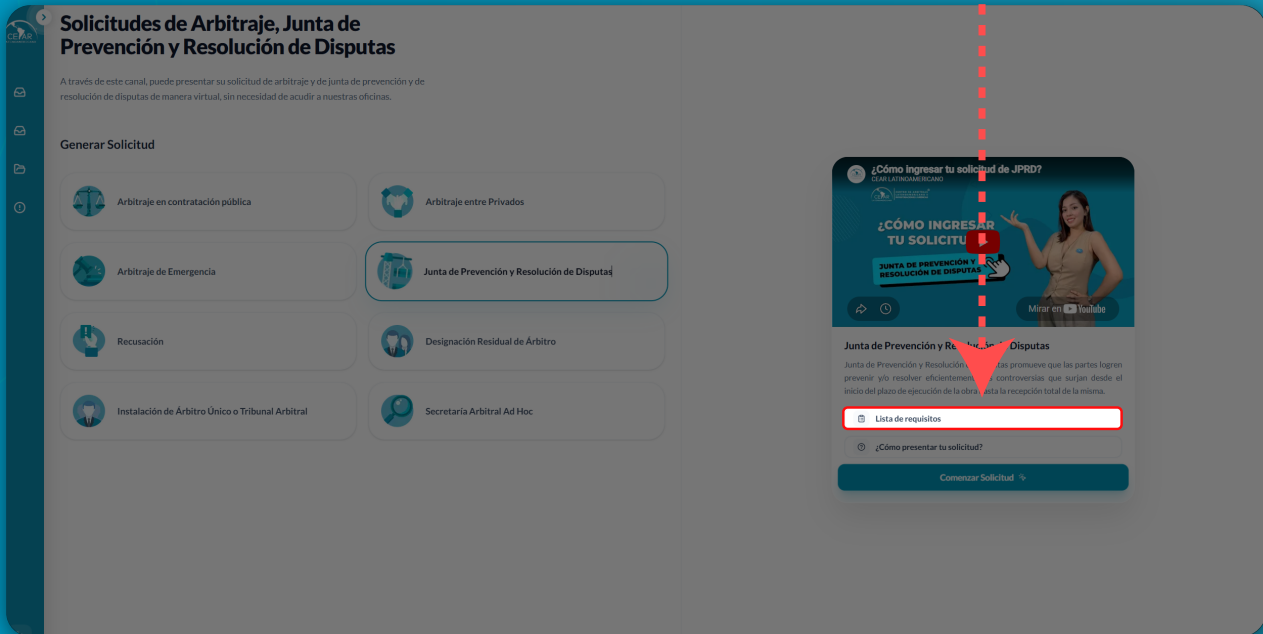 CEAR
Solicitudes de Arbitraje, Junta de
Prevención y Resolución de Disputas
A través de este canal, puede presentar su solicitud de arbitraje y de junta de prevención y de
resolución de disputas de manera virtual, sin necesidad de acudir a nuestras oficinas.
Generar Solicitud
Arbitraje en contratación pública
Arbitraje entre Privados
Arbitraje de Emergencia
Junta de Prevención y Resolución de Disputas
Recusación
Designación Residual de Árbitro
Instalación de Árbitro Único o Tribunal Arbitral
Secretaría Arbitral Ad Hoc
¿Cómo ingresar tu solicitud de JPRD?
CEAR LATINOAMERICANO
CEAR
¿CÓMO INGRESAR
TU SOLICITU
JUNTA DE PREVENCIÓN Y
RESOLUCIÓN DE DISPUTAS
Mirar en YouTube
Junta de Prevención y Resolución de Disputas
Junta de Prevención y Resolución de Disputas promueve que las partes logren
prevenir y/o resolver eficientemente controversias que surjan desde el
inicio del plazo de ejecución de la obra hasta la recepción total de la misma.
Lista de requisitos
¿Cómo presentar tu solicitud?
Comenzar Solicitud